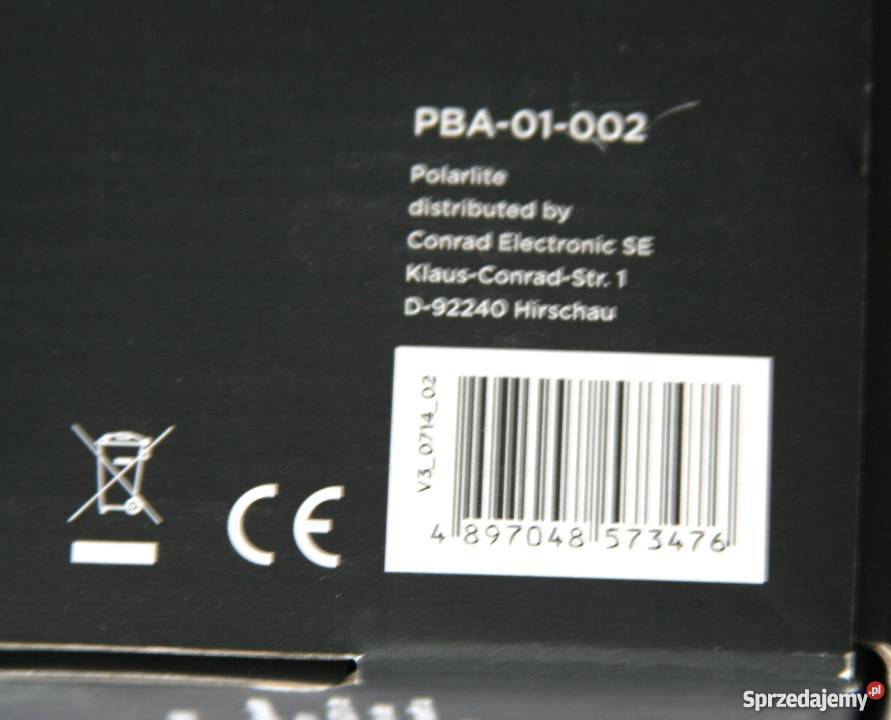 PBA-01-002
Polarlite
distributed by
Conrad Electronic SE
Klaus-Conrad-Str. 1
D-92240 Hirschau
V3_0714_02
4 897048 573476
CE
Sprzedajemy.pl